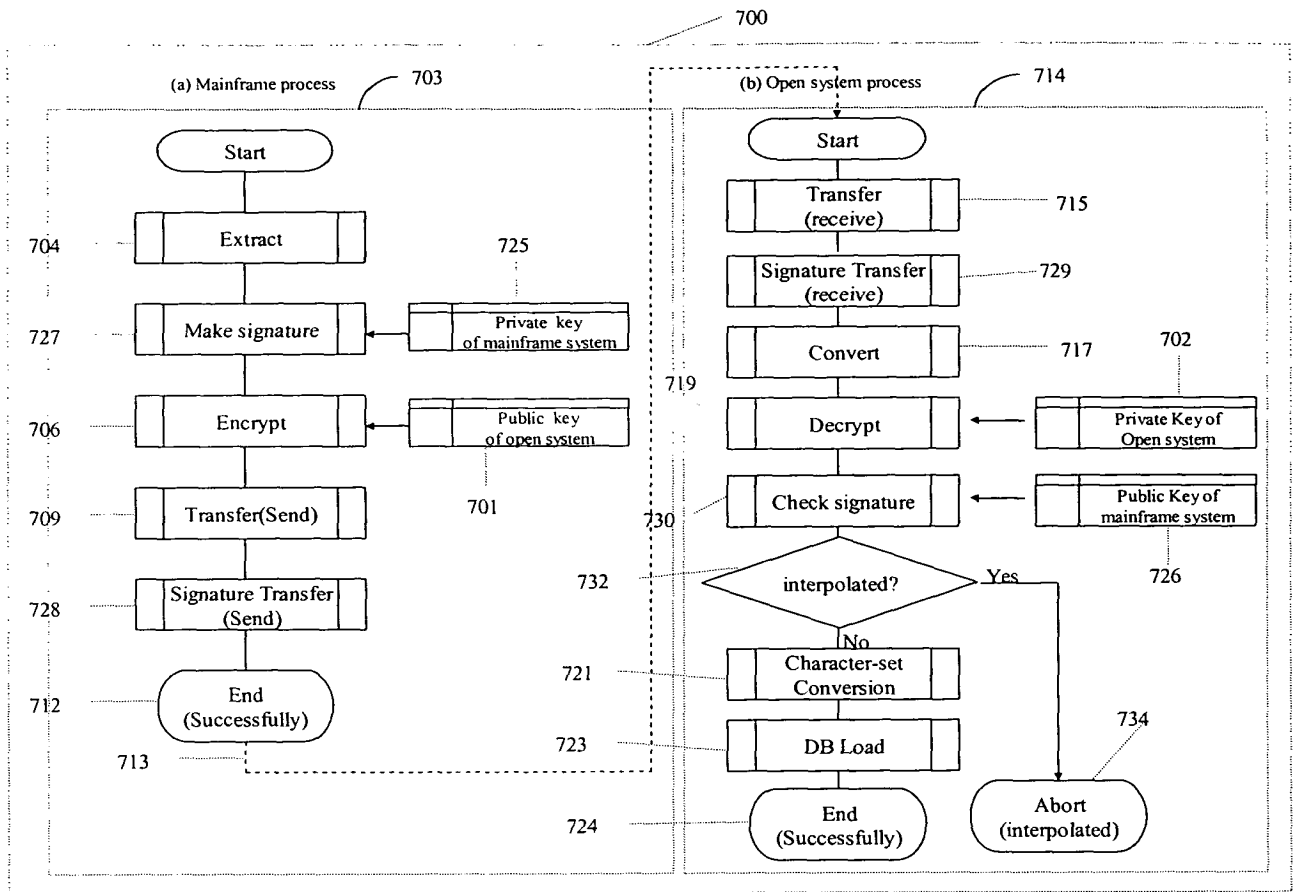 700
(a) Mainframe process
703
Start
704
Extract
725
727
Make signature
Private key
of mainframe system
706
Encrypt
Public key
of open system
701
709
Transfer(Send)
728
Signature Transfer
(Send)
712
End
(Successfully)
713
(b) Open system process
714
Start
Transfer
(receive)
715
Signature Transfer
(receive)
729
Convert
717
702
719
Decrypt
Private Key of
Open system
730
Check signature
Public Key of
mainframe system
726
732
interpolated?
Yes
No
721
Character-set
Conversion
723
DB Load
734
724
End
(Successfully)
Abort
(interpolated)